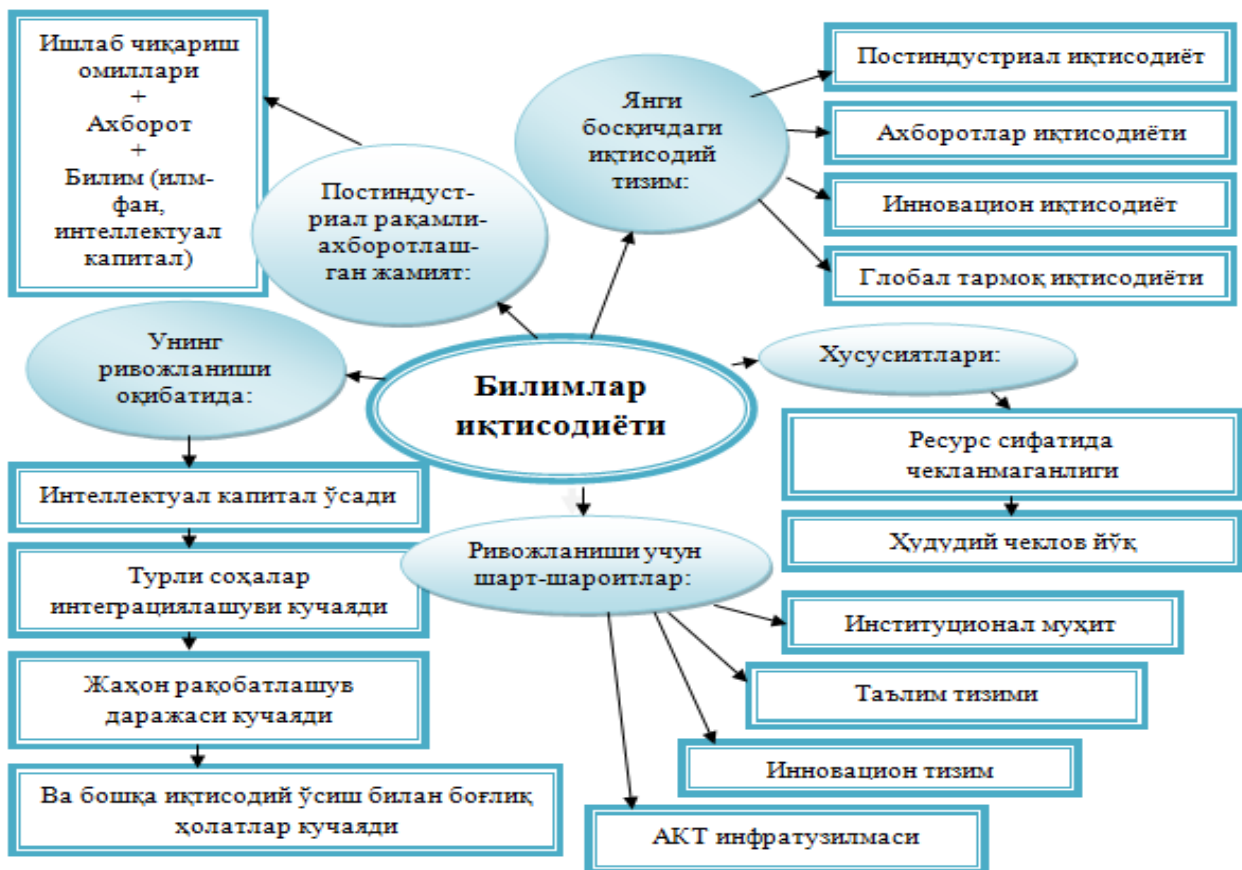 Ишлаб чиқариш
омиллари
+
Ахборот
+
Билим (илм-
фан,
интеллектуал
капитал)
Постиндуст-
риал рақамли-
ахборотлаш-
ган жамият:
Янги
босқичдаги
иқтисодий
тизим:
Постиндустриал иқтисодиёт
Ахборотлар иқтисодиёти
Инновацион иқтисодиёт
Глобал тармоқ иқтисодиёти
Унинг
ривожланиши
оқибатида:
Билимлар
иқтисодиёти
Хусусиятлари:
Ресурс сифатида
чекланмаганлиги
Ҳудудий чеклов йўқ
Интеллектуал капитал ўсади
Турли соҳалар
интеграциялашуви кучаяди
Жаҳон рақобатлашув
даражаси кучаяди
Ва бошқа иқтисодий ўсиш билан боғлиқ
ҳолатлар кучаяди
Ривожланиши учун
шарт-шароитлар:
Институционал муҳит
Таълим тизими
Инновацион тизим
АКТ инфратузилмаси